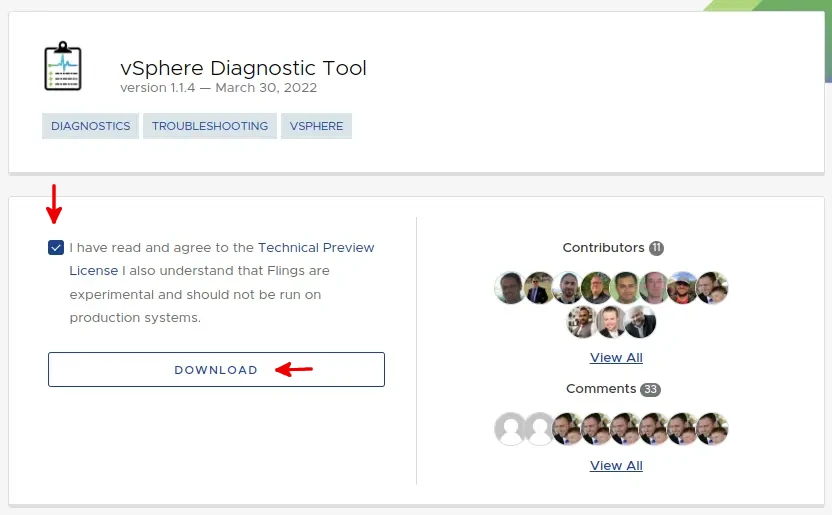 vSphere Diagnostic Tool
version 1.1.4 — March 30, 2022
DIAGNOSTICS TROUBLESHOOTING VSPHERE
I have read and agree to the Technical Preview
License I also understand that Flings are
experimental and should not be run on
production systems.
DOWNLOAD
Contributors 11
View All
Comments 33
View All